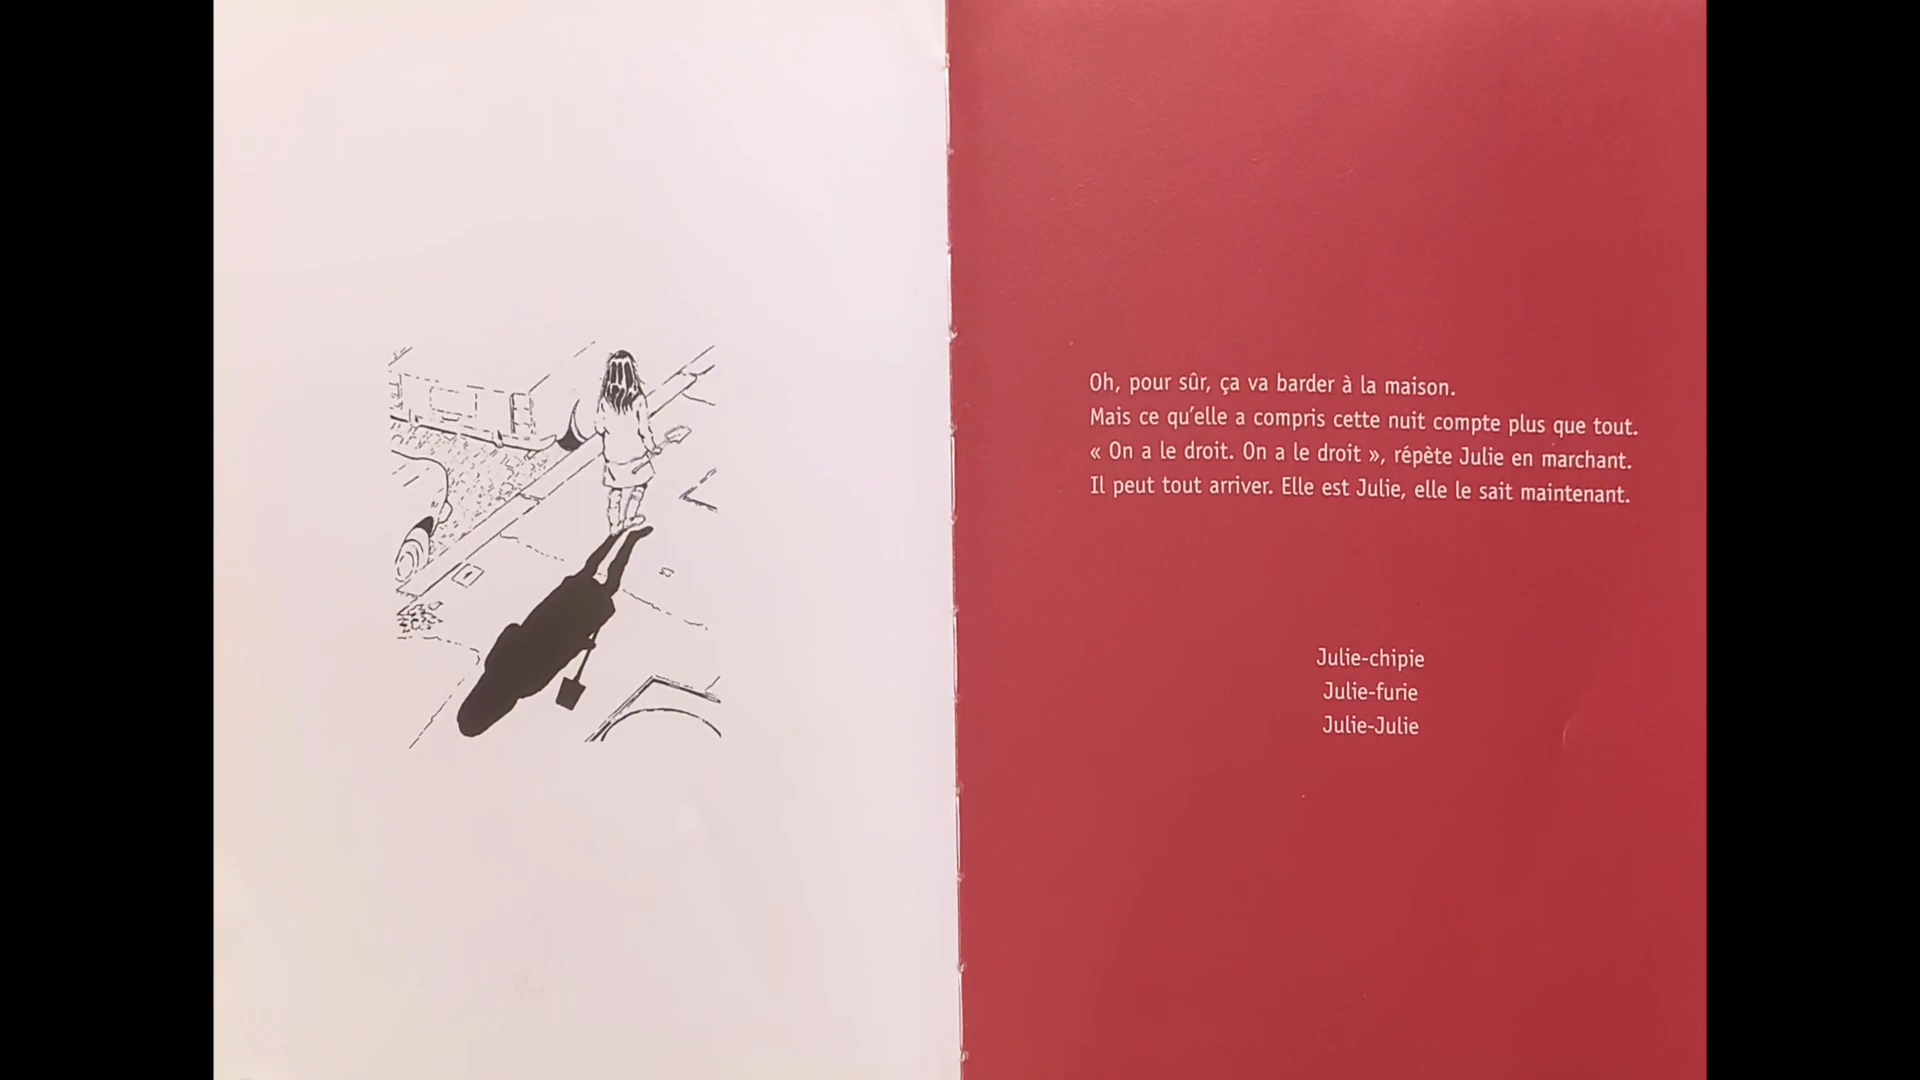 Oh, pour sûr, ça va barder à la maison.
Mais ce qu'elle a compris cette nuit compte plus que tout.
« On a le droit. On a le droit », répète Julie en marchant.
Il peut tout arriver. Elle est Julie, elle le sait maintenant.
Julie-chipie
Julie-furie
Julie-Julie